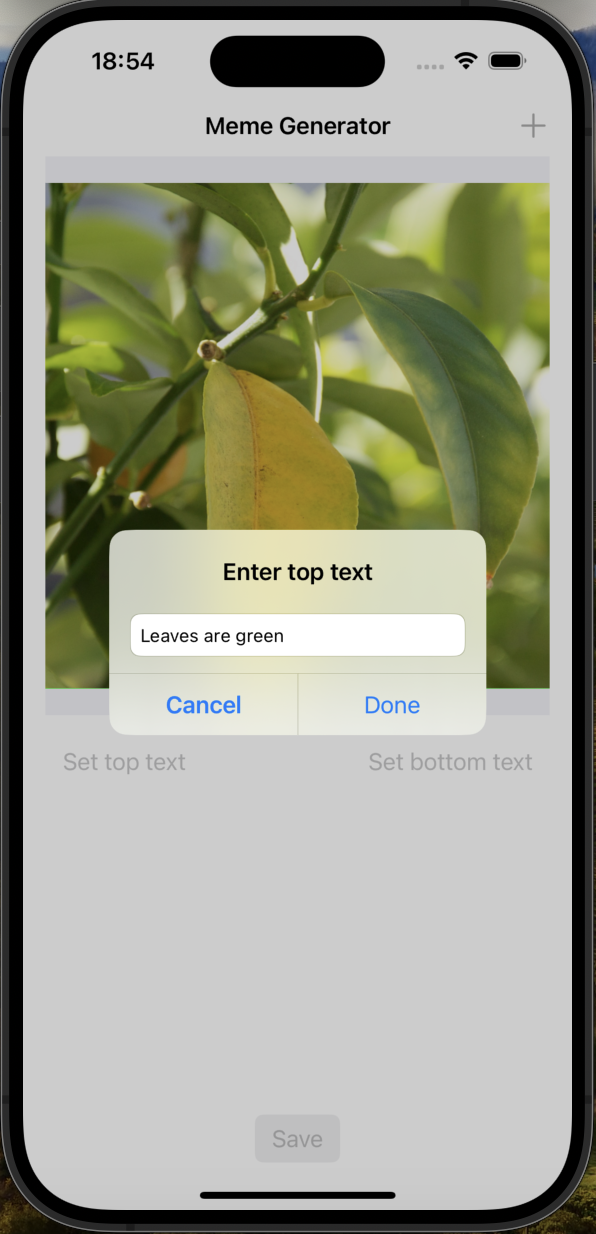 18:54
Meme Generator
Enter top text
Leaves are green
Cancel Done
Set top text Set bottom text
Save